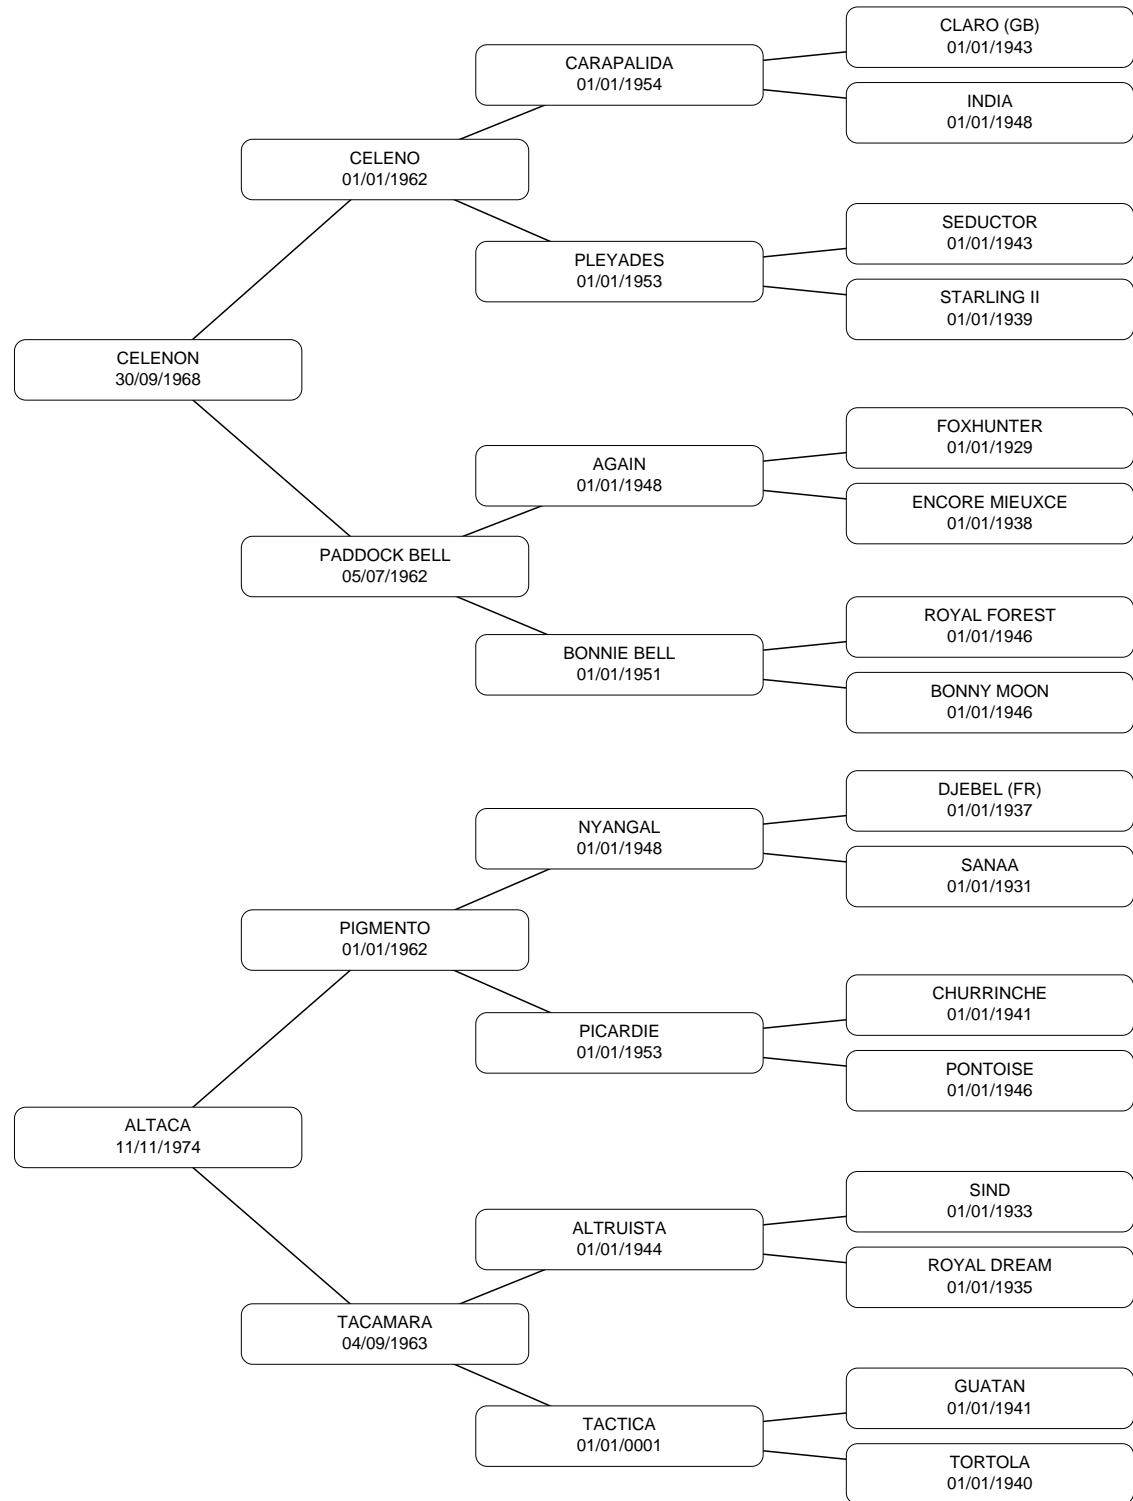 CLARO (GB)
01/01/1943
CARAPALIDA
01/01/1954
INDIA
01/01/1948
CELENO
01/01/1962
SEDUCTOR
01/01/1943
PLEYADES
01/01/1953
STARLING II
01/01/1939
CELENON
30/09/1968
FOXHUNTER
01/01/1929
AGAIN
01/01/1948
ENCORE MIEUXCE
01/01/1938
PADDOCK BELL
05/07/1962
ROYAL FOREST
01/01/1946
BONNIE BELL
01/01/1951
BONNY MOON
01/01/1946
DJEBEL (FR)
01/01/1937
NYANGAL
01/01/1948
SANAA
01/01/1931
PIGMENTO
01/01/1962
CHURRINCHE
01/01/1941
PICARDIE
01/01/1953
PONTOISE
01/01/1946
ALTACA
11/11/1974
SIND
01/01/1933
ALTRUISTA
01/01/1944
ROYAL DREAM
01/01/1935
TACAMARA
04/09/1963
GUATAN
01/01/1941
TACTICA
01/01/0001
TORTOLA
01/01/1940